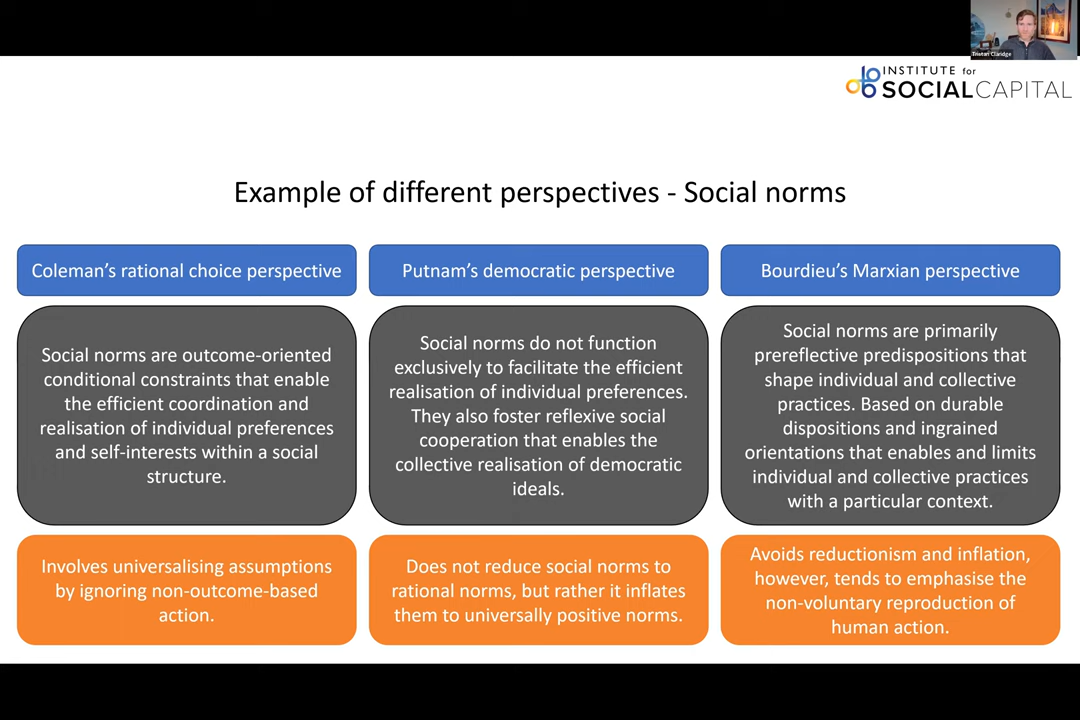 Tristan Claridge
INSTITUTE for
SOCIALCAPITAL
Example of different perspectives - Social norms
Coleman's rational choice perspective
Social norms are outcome-oriented
conditional constraints that enable
the efficient coordination and
realisation of individual preferences
and self-interests within a social
structure.
Involves universalising assumptions
by ignoring non-outcome-based
action.
Putnam's democratic perspective
Social norms do not function
exclusively to facilitate the efficient
realisation of individual preferences.
They also foster reflexive social
cooperation that enables the
collective realisation of democratic
ideals.
Does not reduce social norms to
rational norms, but rather it inflates
them to universally positive norms.
Bourdieu's Marxian perspective
Social norms are primarily
prereflective predispositions that
shape individual and collective
practices. Based on durable
dispositions and ingrained
orientations that enables and limits
individual and collective practices
with a particular context.
Avoids reductionism and inflation,
however, tends to emphasise the
non-voluntary reproduction of
human action.